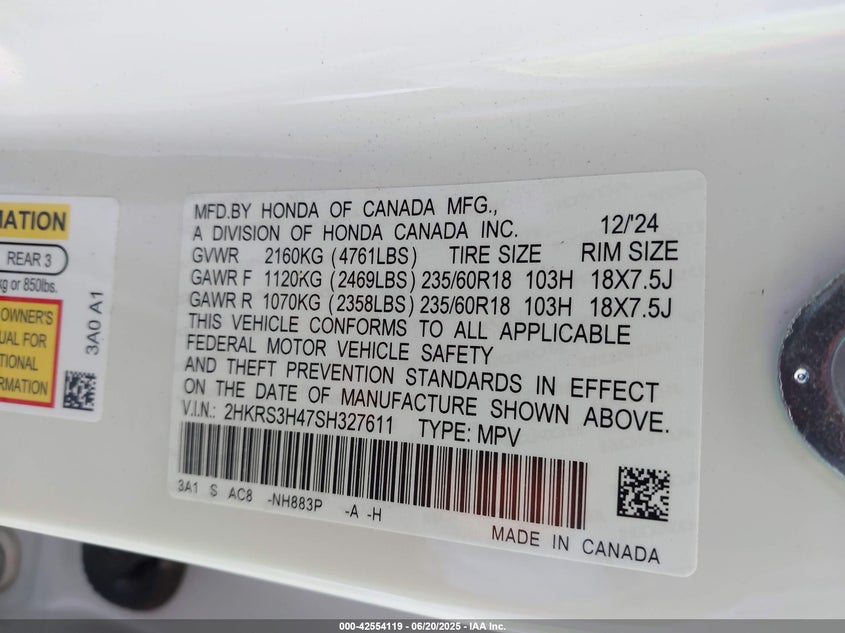 MATION
REAR 3
kg or 850lbs.
OWNER'S
UAL FOR
TIONAL
RMATION
3A0 A1
MFD.BY HONDA OF CANADA MFG.,
A DIVISION OF HONDA CANADA INC. 12/'24
GVWR 2160KG (4761LBS) TIRE SIZE RIM SIZE
GAWR F 1120KG (2469LBS) 235/60R18 103H 18X7.5J
GAWR R 1070KG (2358LBS) 235/60R18 103H 18X7.5J
THIS VEHICLE CONFORMS TO ALL APPLICABLE
FEDERAL MOTOR VEHICLE SAFETY
AND THEFT PREVENTION STANDARDS IN EFFECT
ON THE DATE OF MANUFACTURE SHOWN ABOVE.
V.I.N.: 2HKRS3H47SH327611 TYPE: MPV
3A1 S AC8 -NH883P -A -H
MADE IN CANADA
000-42554119 - 06/20/2025 - IAA Inc.